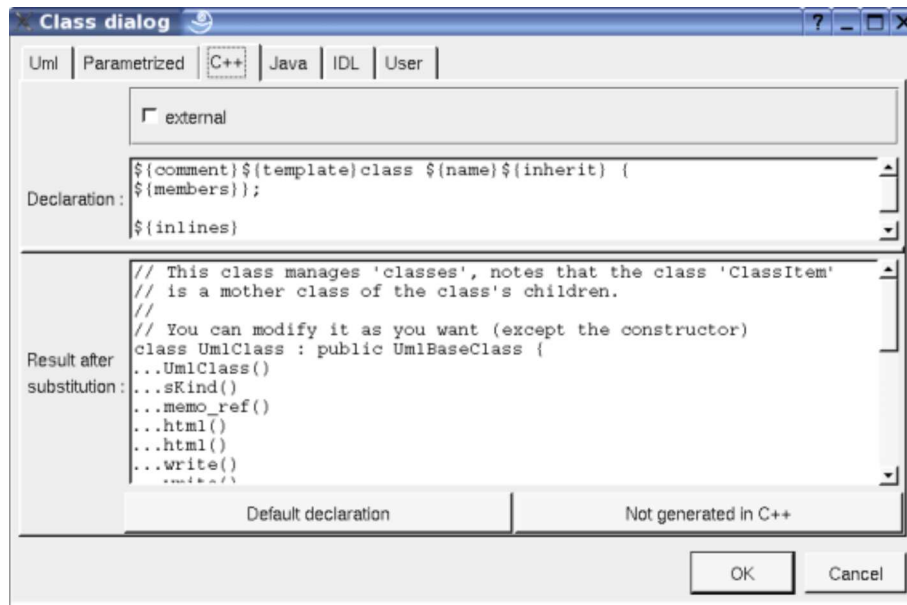 Class dialog
Uml Parametrized C++ Java IDL User
external
Declaration :
${comment}${template}class ${name}${inherit} {
${members}};
${inlines}
Result after
substitution :
// This class manages 'classes', notes that the class 'ClassItem'
// is a mother class of the class's children.
//
// You can modify it as you want (except the constructor)
class UmlClass : public UmlBaseClass {
...UmlClass()
...sKind()
...memo_ref()
...html()
...html()
...write()
Default declaration Not generated in C++
OK Cancel